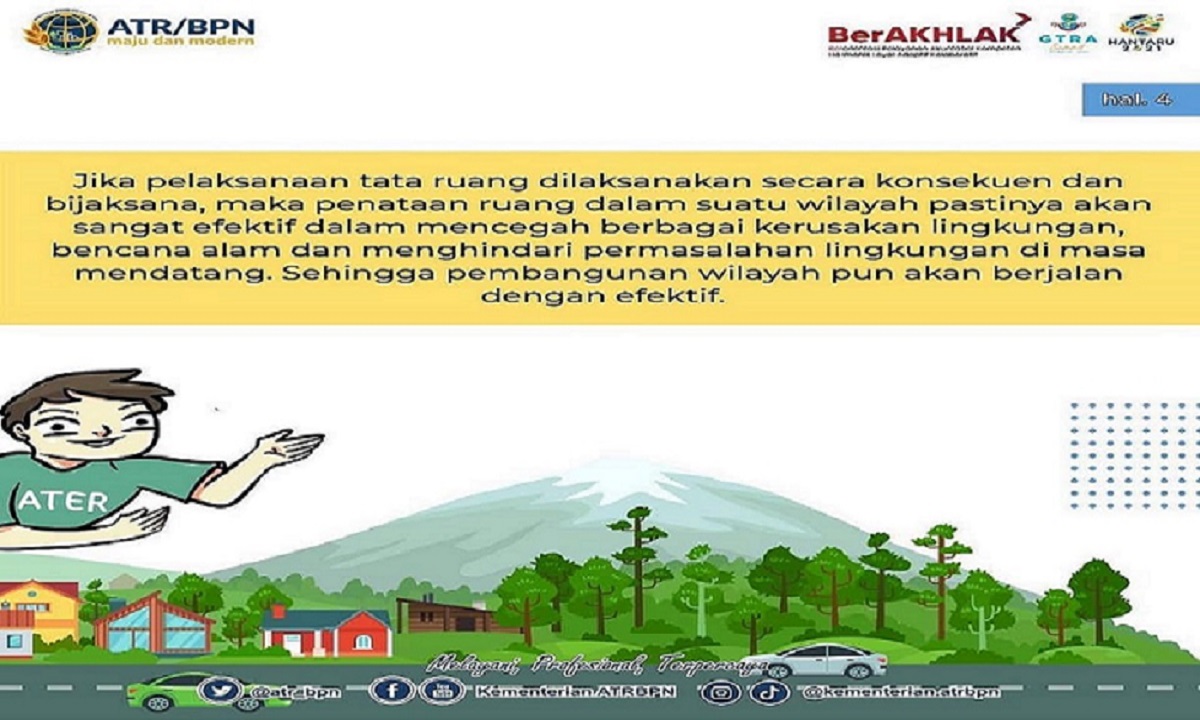 ATR/BPN
maju dan modern
BerAKHLAK
GTRA
HANTARU
2021
hal. 4
Jika pelaksanaan tata ruang dilaksanakan secara konsekuen dan
bijaksana, maka penataan ruang dalam suatu wilayah pastinya akan
sangat efektif dalam mencegah berbagai kerusakan lingkungan,
bencana alam dan menghindari permasalahan lingkungan di masa
mendatang. Sehingga pembangunan wilayah pun akan berjalan
dengan efektif.
ATER
Melayani, Profesional, Terpercaya
@atr_bpn
Kementerian.ATRBPN
@kementerian.atrbpn